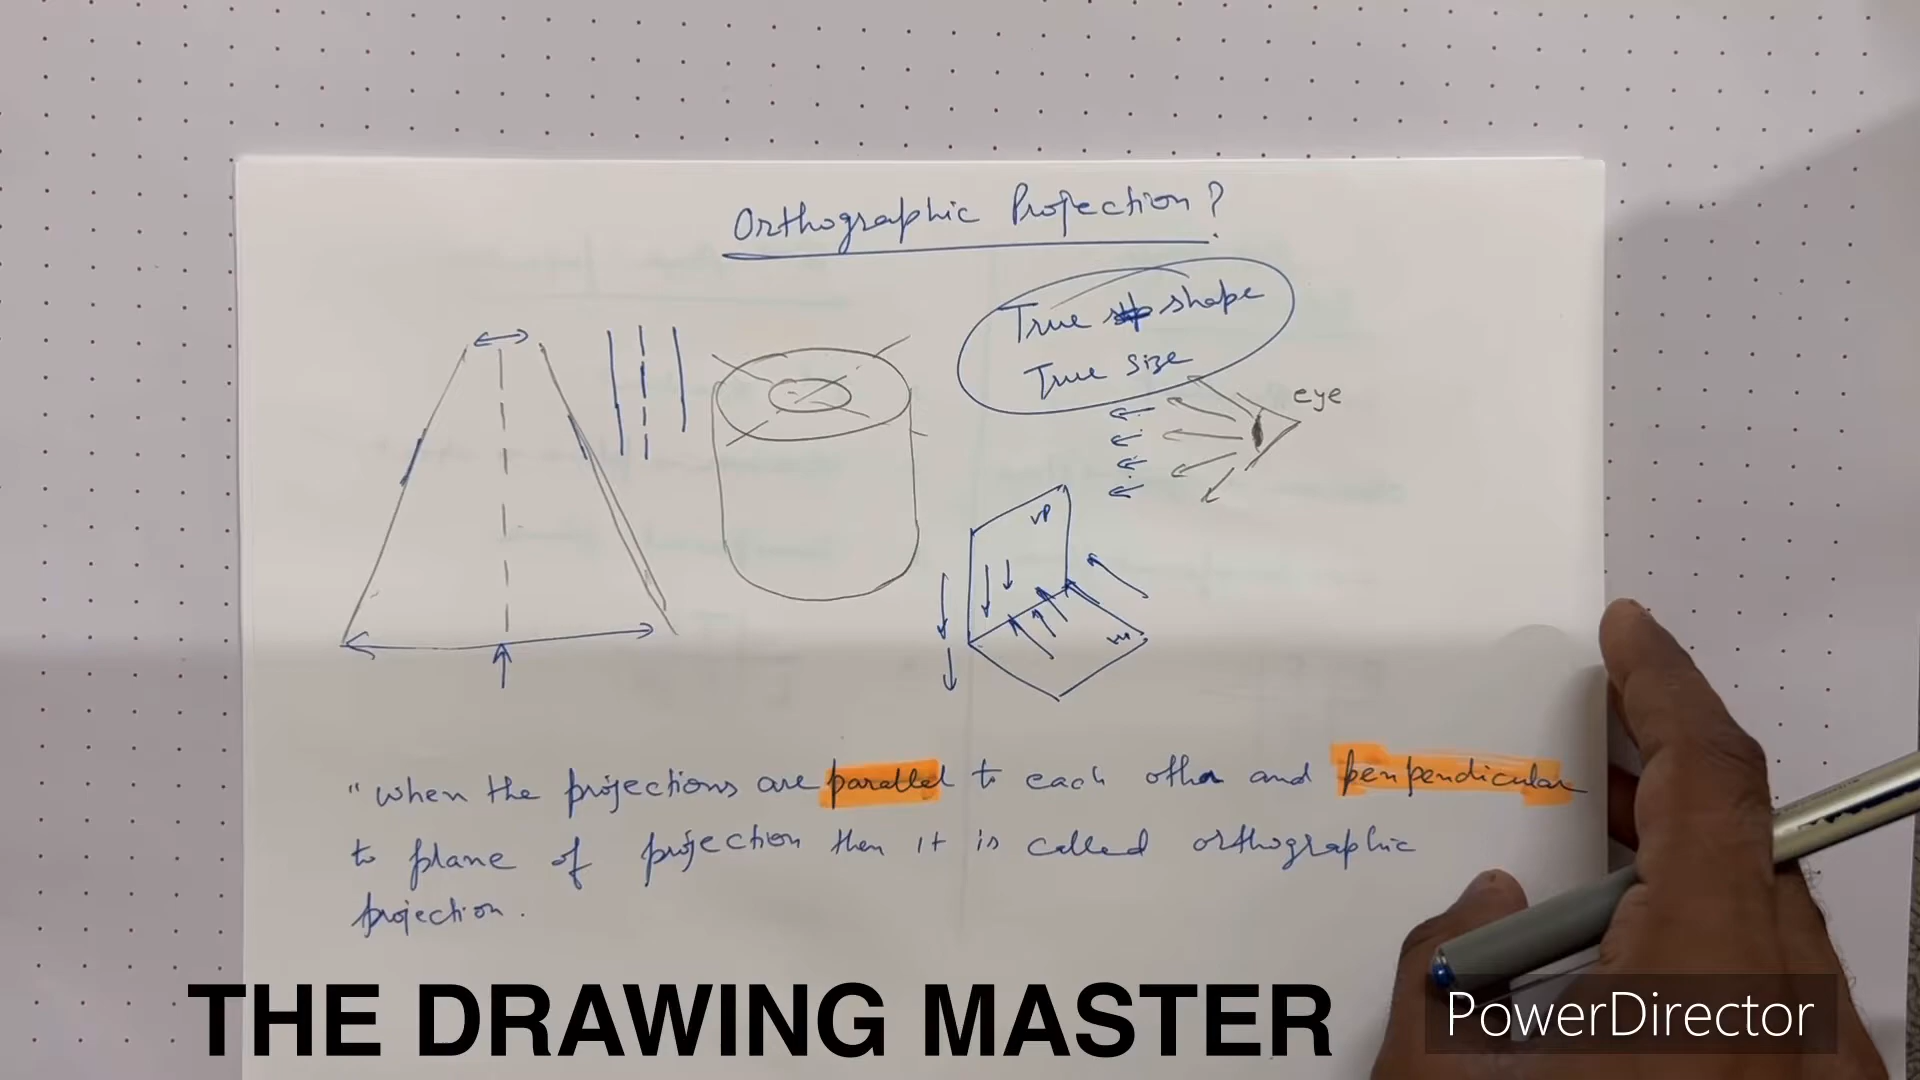 Orthographic Projection?
True shape
True size
eye
VP
"when the projections are parallel to each other and perpendicular
to plane of projection then it is called orthographic
projection.
THE DRAWING MASTER
PowerDirector